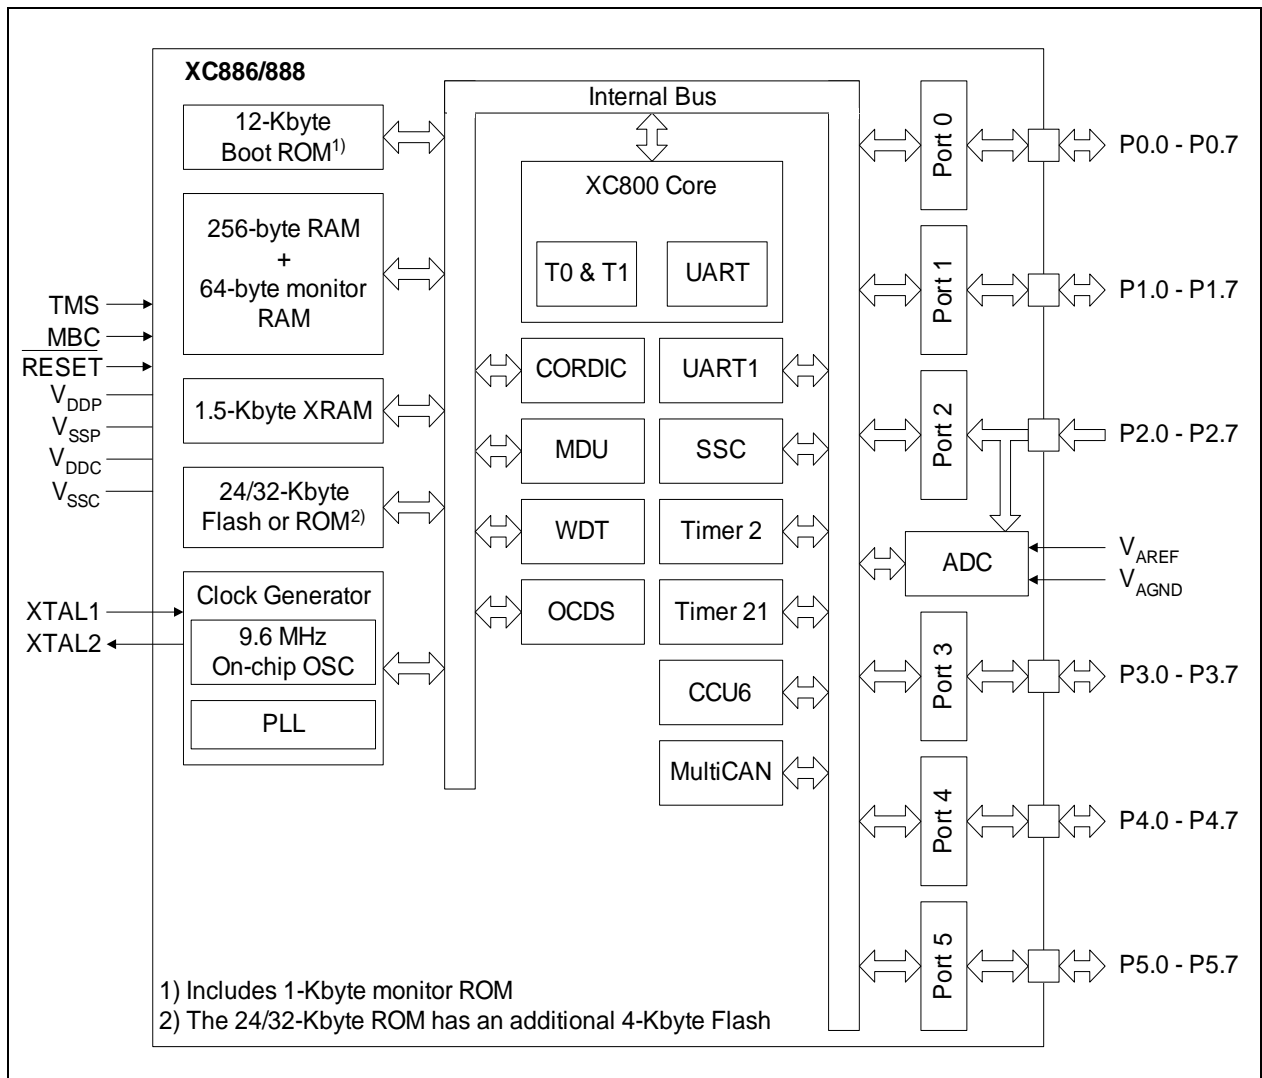 XC886/888
Internal Bus
12-Kbyte
Boot ROM1)
256-byte RAM
+
64-byte monitor
RAM
1.5-Kbyte XRAM
24/32-Kbyte
Flash or ROM2)
Clock Generator
9.6 MHz
On-chip OSC
PLL
TMS
MBC
RESET
VDDP
VSSP
VDDC
VSSC
XTAL1
XTAL2
XC800 Core
T0 & T1
UART
CORDIC
UART1
MDU
SSC
WDT
Timer 2
OCDS
Timer 21
CCU6
MultiCAN
Port 0
P0.0 - P0.7
Port 1
P1.0 - P1.7
Port 2
P2.0 - P2.7
ADC
VAREF
VAGND
Port 3
P3.0 - P3.7
Port 4
P4.0 - P4.7
Port 5
P5.0 - P5.7
1) Includes 1-Kbyte monitor ROM
2) The 24/32-Kbyte ROM has an additional 4-Kbyte Flash